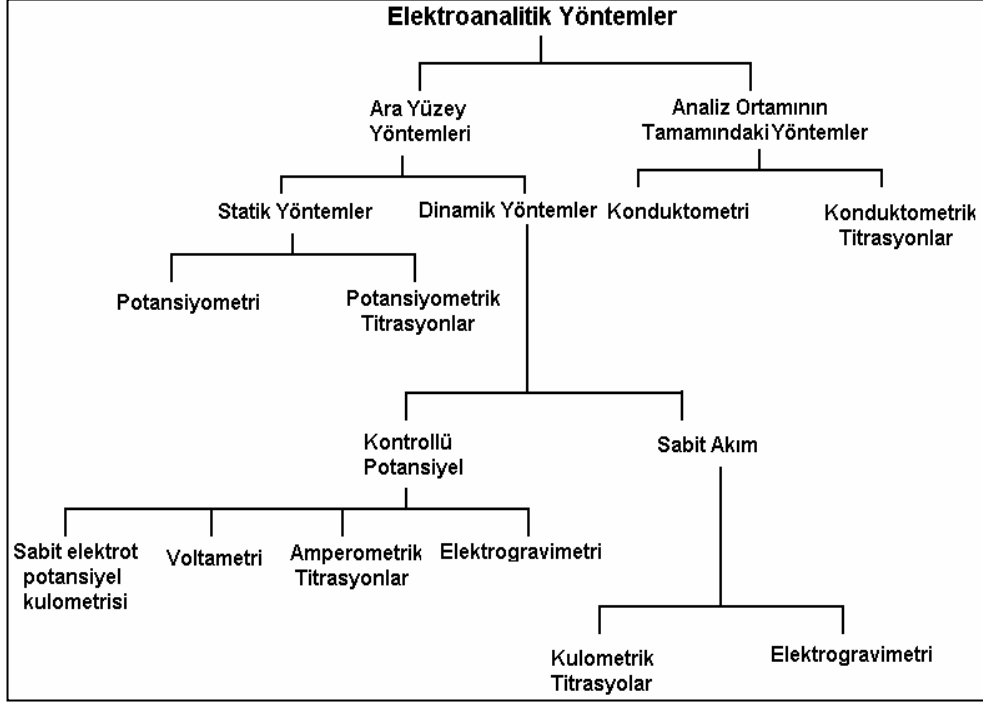 Elektroanalitik Yöntemler
Ara Yüzey
Yöntemleri
Analiz Ortamının
Tamamındaki Yöntemler
Statik Yöntemler
Dinamik Yöntemler
Konduktometri
Konduktometrik
Titrasyonlar
Potansiyometri
Potansiyometrik
Titrasyonlar
Kontrollü
Potansiyel
Sabit Akım
Sabit elektrot
potansiyel
kulometrisi
Voltametri
Amperometrik
Titrasyonlar
Elektrogravimetri
Kulometrik
Titrasyolar
Elektrogravimetri